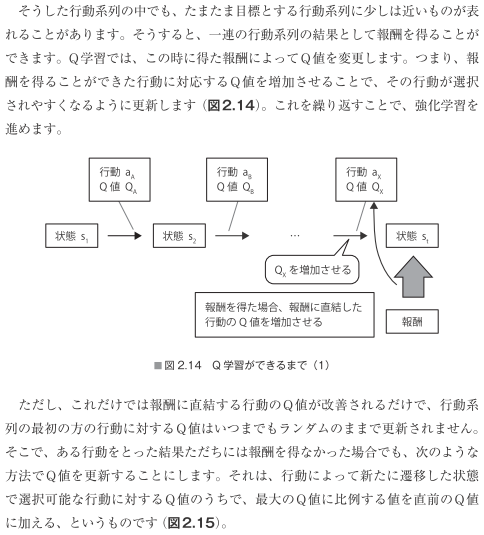 そうした行動系列の中でも、たまたま目標とする行動系列に少しは近いものが表
れることがあります。そうすると、一連の行動系列の結果として報酬を得ることが
できます。Q学習では、この時に得た報酬によってQ値を変更します。つまり、報
酬を得ることができた行動に対応するQ値を増加させることで、その行動が選択
されやすくなるように更新します(図2.14)。これを繰り返すことで、強化学習を
進めます。
行動 aA
Q値 QA
行動 aB
Q値 QB
行動 aX
Q値 QX
状態 s1
状態 s2
…
状態 st
QXを増加させる
報酬を得た場合、報酬に直結した
行動のQ値を増加させる
報酬
■図2.14 Q学習ができるまで(1)
ただし、これだけでは報酬に直結する行動のQ値が改善されるだけで、行動系
列の最初の方の行動に対するQ値はいつまでもランダムのままで更新されません。
そこで、ある行動をとった結果ただちには報酬を得なかった場合でも、次のような
方法でQ値を更新することにします。それは、行動によって新たに遷移した状態
で選択可能な行動に対するQ値のうちで、最大のQ値に比例する値を直前のQ値
に加える、というものです(図2.15)。